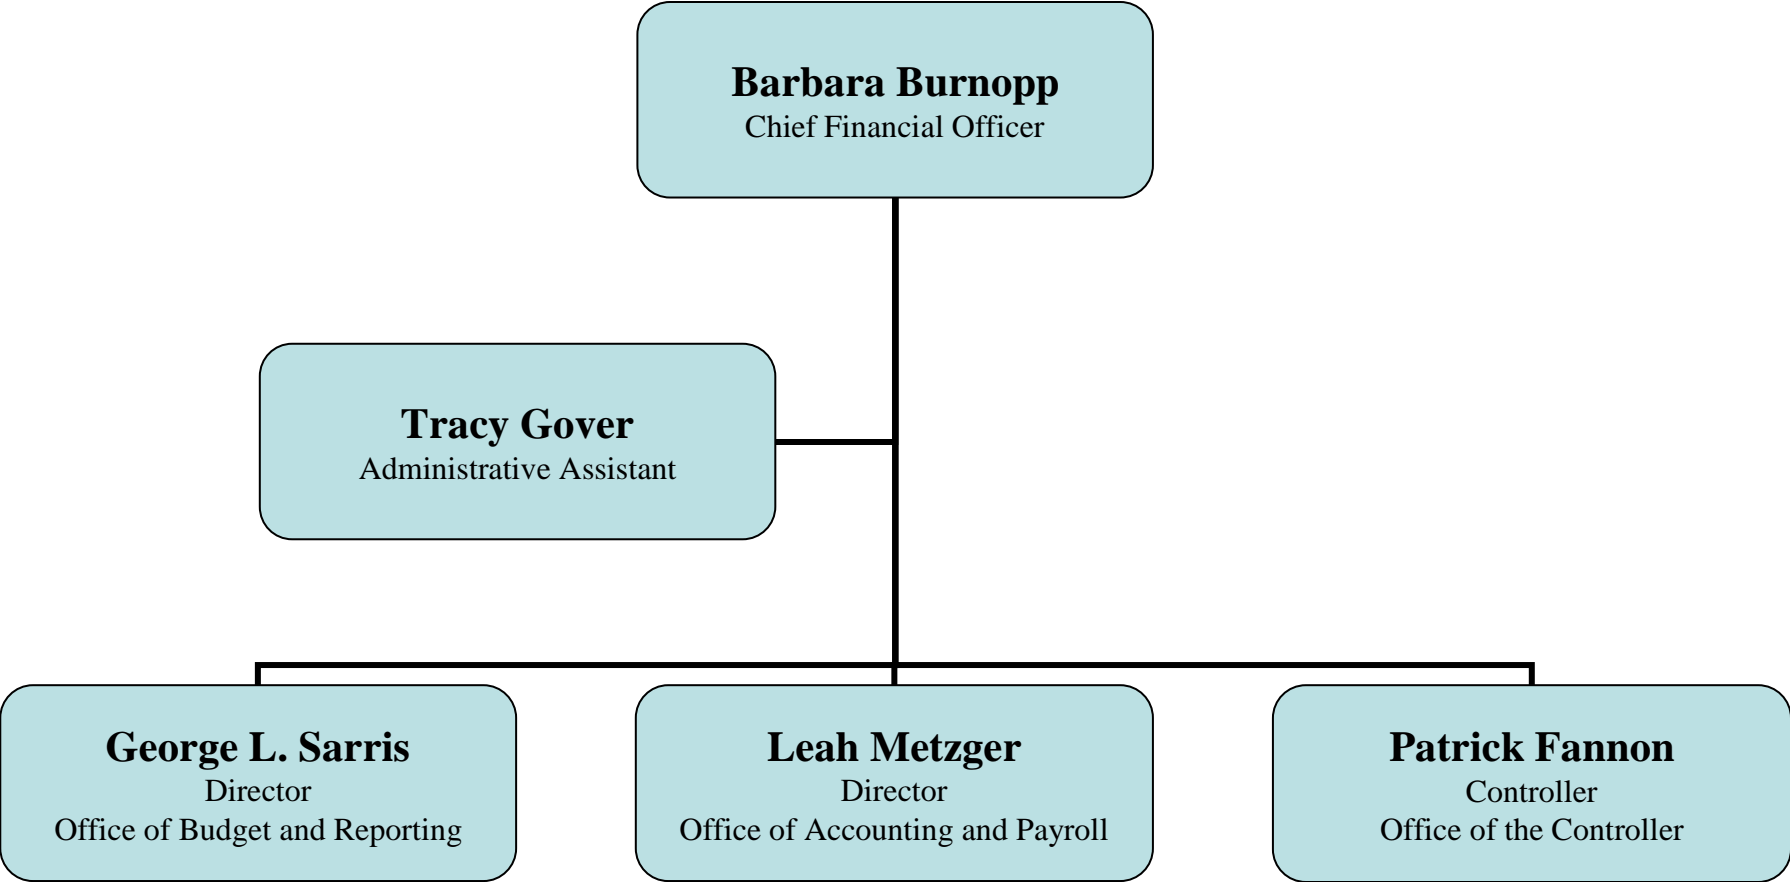 Barbara Burnopp
Chief Financial Officer
Tracy Gover
Administrative Assistant
George L. Sarris
Director
Office of Budget and Reporting
Leah Metzger
Director
Office of Accounting and Payroll
Patrick Fannon
Controller
Office of the Controller